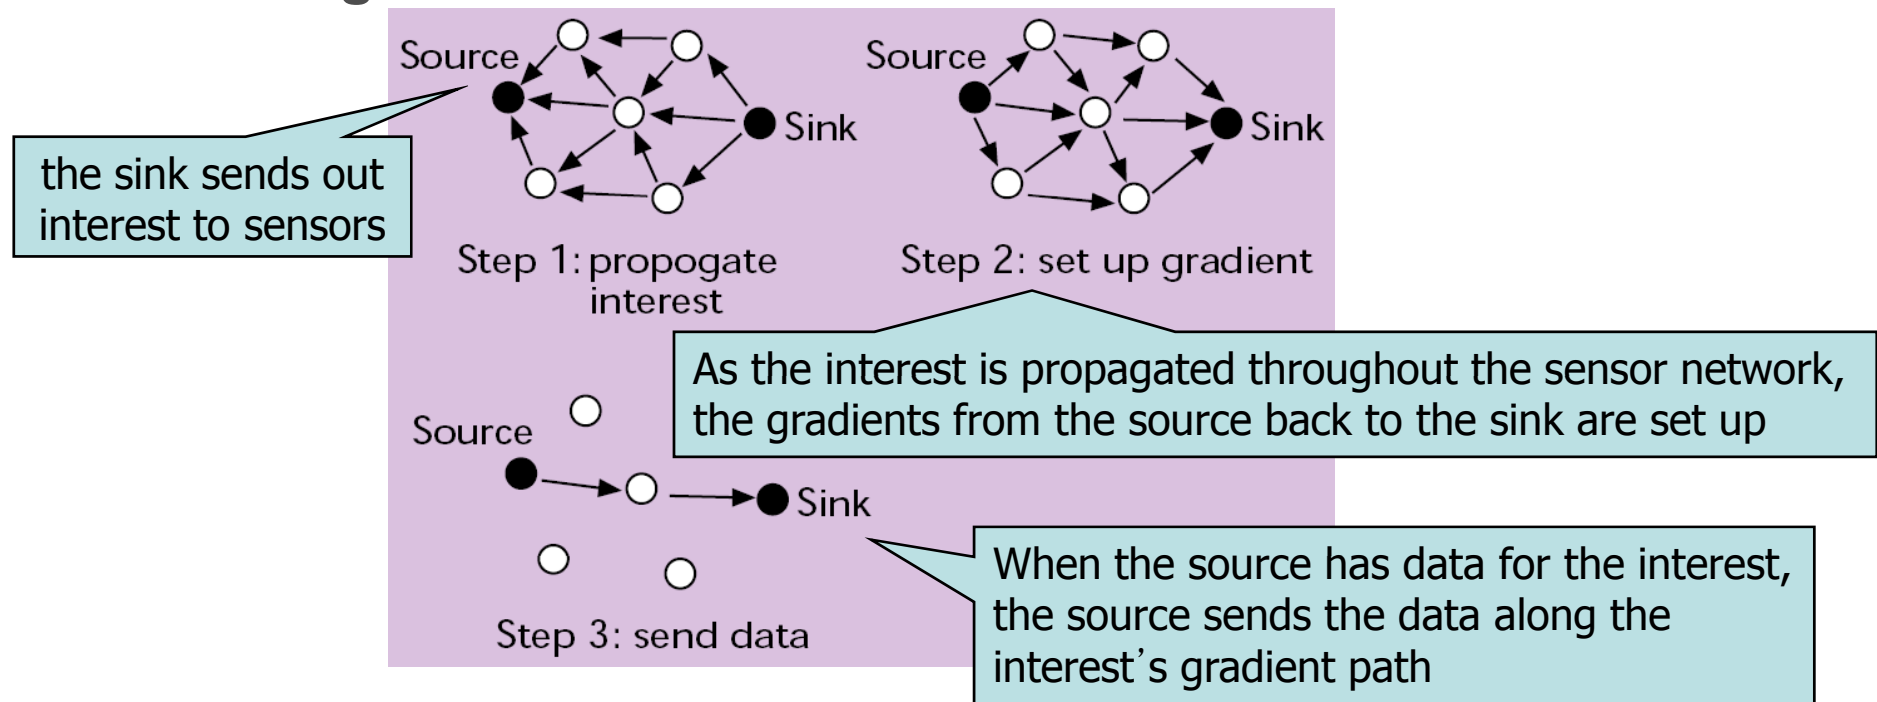 Source
Sink
the sink sends out
interest to sensors
Step 1: propogate
interest
Source
Sink
Step 2: set up gradient
As the interest is propagated throughout the sensor network,
the gradients from the source back to the sink are set up
Source
Sink
Step 3: send data
When the source has data for the interest,
the source sends the data along the
interest’s gradient path